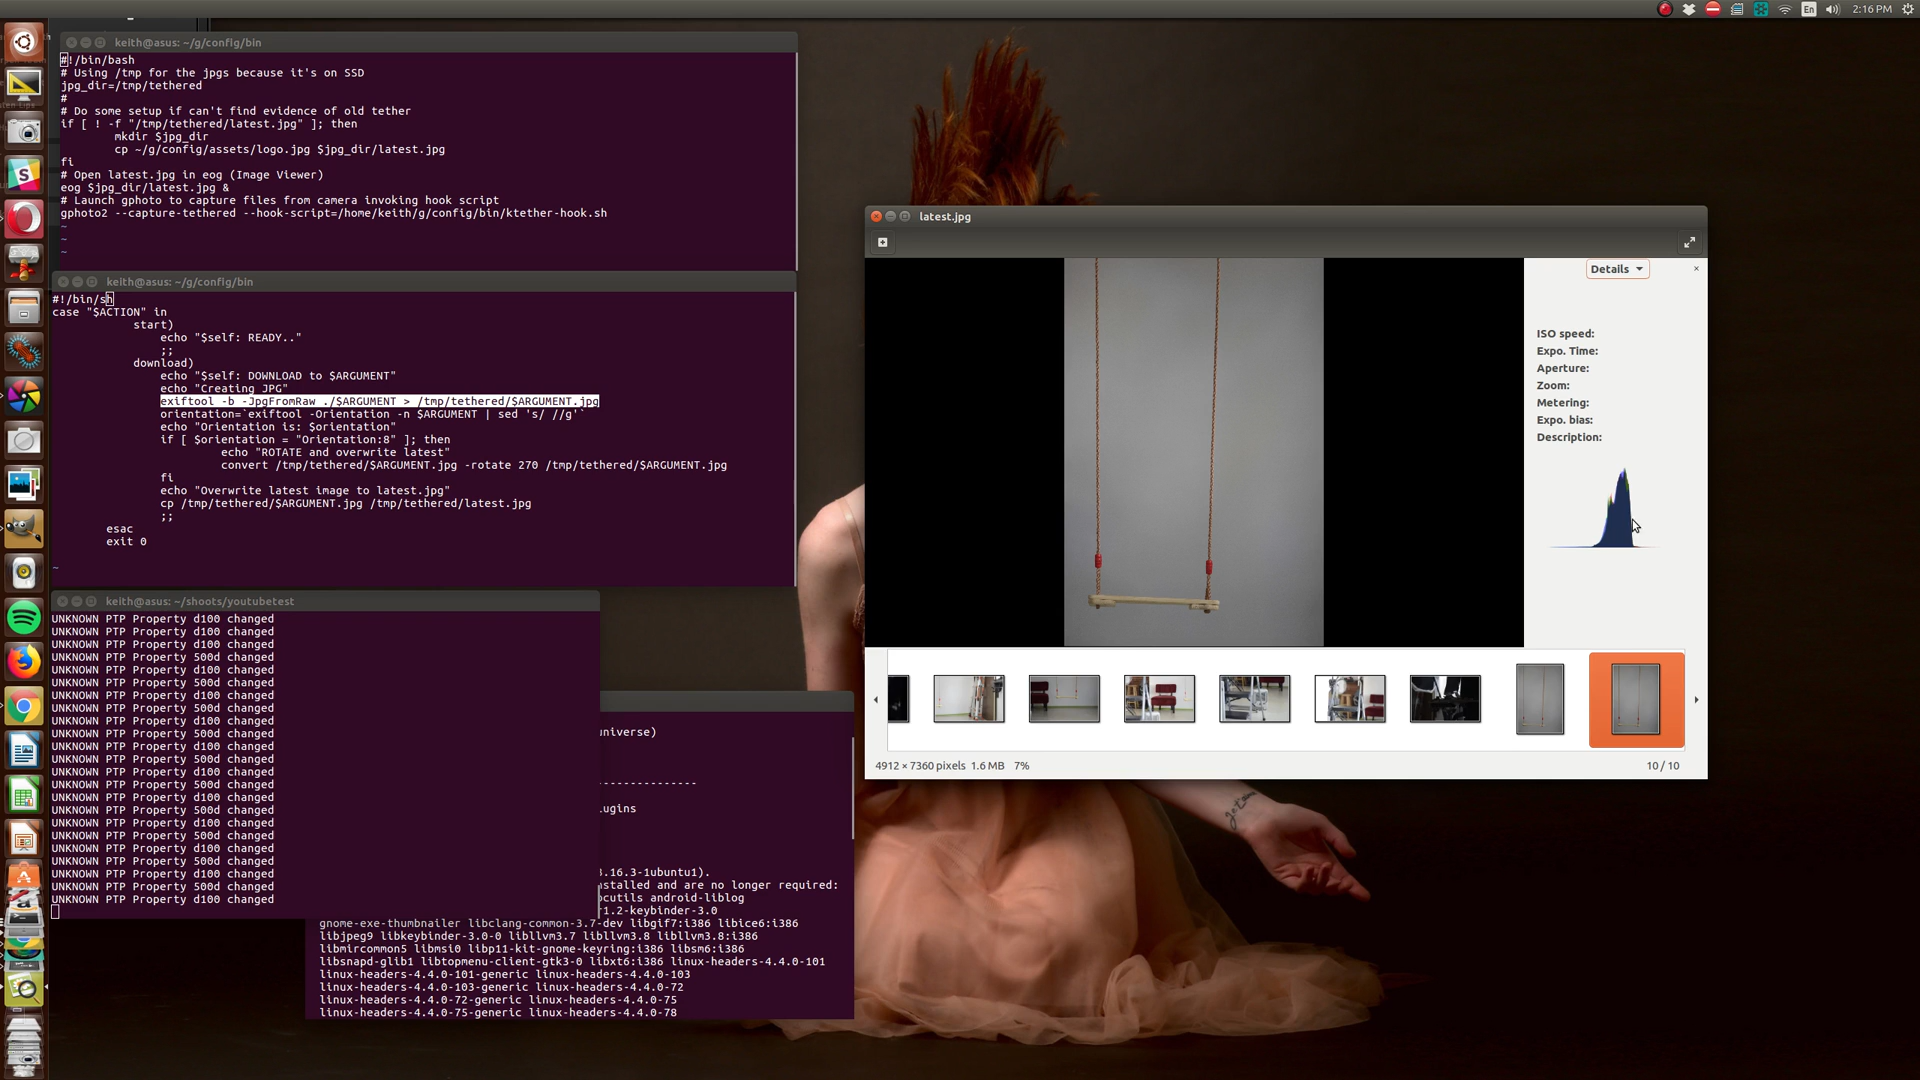 En
2:16 PM
keith@asus: ~/g/config/bin
#!/bin/bash
# Using /tmp for the jpgs because it's on SSD
jpg_dir=/tmp/tethered
#
# Do some setup if can't find evidence of old tether
if [ ! -f "/tmp/tethered/latest.jpg" ]; then
mkdir $jpg_dir
cp ~/g/config/assets/logo.jpg $jpg_dir/latest.jpg
fi
# Open latest.jpg in eog (Image Viewer)
eog $jpg_dir/latest.jpg &
# Launch gphoto to capture files from camera invoking hook script
gphoto2 --capture-tethered --hook-script=/home/keith/g/config/bin/ktether-hook.sh
~
~
~
keith@asus: ~/g/config/bin
#!/bin/sh
case "$ACTION" in
start)
echo "$self: READY.."
;;
download)
echo "$self: DOWNLOAD to $ARGUMENT"
echo "Creating JPG"
exiftool -b -JpgFromRaw ./$ARGUMENT > /tmp/tethered/$ARGUMENT.jpg
orientation=`exiftool -Orientation -n $ARGUMENT | sed 's/ //g'`
echo "Orientation is: $orientation"
if [ $orientation = "Orientation:8" ]; then
echo "ROTATE and overwrite latest"
convert /tmp/tethered/$ARGUMENT.jpg -rotate 270 /tmp/tethered/$ARGUMENT.jpg
fi
echo "Overwrite latest image to latest.jpg"
cp /tmp/tethered/$ARGUMENT.jpg /tmp/tethered/latest.jpg
;;
esac
exit 0
~
keith@asus: ~/shoots/youtubetest
UNKNOWN PTP Property d100 changed
UNKNOWN PTP Property d100 changed
UNKNOWN PTP Property d100 changed
UNKNOWN PTP Property 500d changed
UNKNOWN PTP Property d100 changed
UNKNOWN PTP Property 500d changed
UNKNOWN PTP Property d100 changed
UNKNOWN PTP Property 500d changed
UNKNOWN PTP Property d100 changed
UNKNOWN PTP Property 500d changed
UNKNOWN PTP Property d100 changed
UNKNOWN PTP Property 500d changed
UNKNOWN PTP Property d100 changed
UNKNOWN PTP Property 500d changed
UNKNOWN PTP Property d100 changed
UNKNOWN PTP Property 500d changed
UNKNOWN PTP Property d100 changed
UNKNOWN PTP Property 500d changed
UNKNOWN PTP Property d100 changed
UNKNOWN PTP Property 500d changed
UNKNOWN PTP Property d100 changed
UNKNOWN PTP Property 500d changed
UNKNOWN PTP Property d100 changed
universe)
---------------
lugins
3.16.3-1ubuntu1).
nstalled and are no longer required:
ocutils android-liblog
1.2-keybinder-3.0
gnome-exe-thumbnailer libclang-common-3.7-dev libgif7:i386 libice6:i386
libjpeg9 libkeybinder-3.0-0 libllvm3.7 libllvm3.8 libllvm3.8:i386
libmircommon5 libmsi0 libp11-kit-gnome-keyring:i386 libsm6:i386
libsnapd-glib1 libtopmenu-client-gtk3-0 libxt6:i386 linux-headers-4.4.0-101
linux-headers-4.4.0-101-generic linux-headers-4.4.0-103
linux-headers-4.4.0-103-generic linux-headers-4.4.0-72
linux-headers-4.4.0-72-generic linux-headers-4.4.0-75
linux-headers-4.4.0-75-generic linux-headers-4.4.0-78
latest.jpg
Details
ISO speed:
Expo. Time:
Aperture:
Zoom:
Metering:
Expo. bias:
Description:
4912 × 7360 pixels 1.6 MB 7%
10 / 10